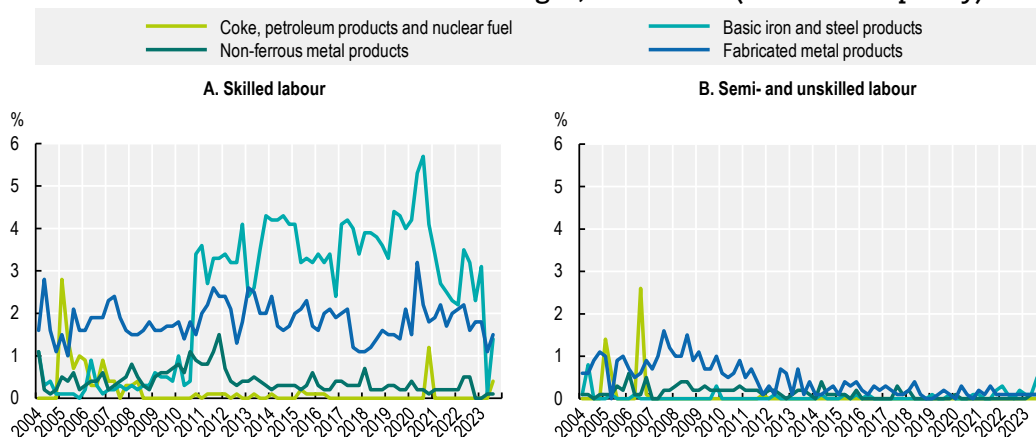 Coke, petroleum products and nuclear fuel
Basic iron and steel products
Non-ferrous metal products
Fabricated metal products
A. Skilled labour
B. Semi- and unskilled labour
%
%
6
5
4
3
2
1
0
6
5
4
3
2
1
0
2004 2005 2006 2007 2008 2009 2010 2011 2012 2013 2014 2015 2016 2017 2018 2019 2020 2021 2022 2023
2004 2005 2006 2007 2008 2009 2010 2011 2012 2013 2014 2015 2016 2017 2018 2019 2020 2021 2022 2023